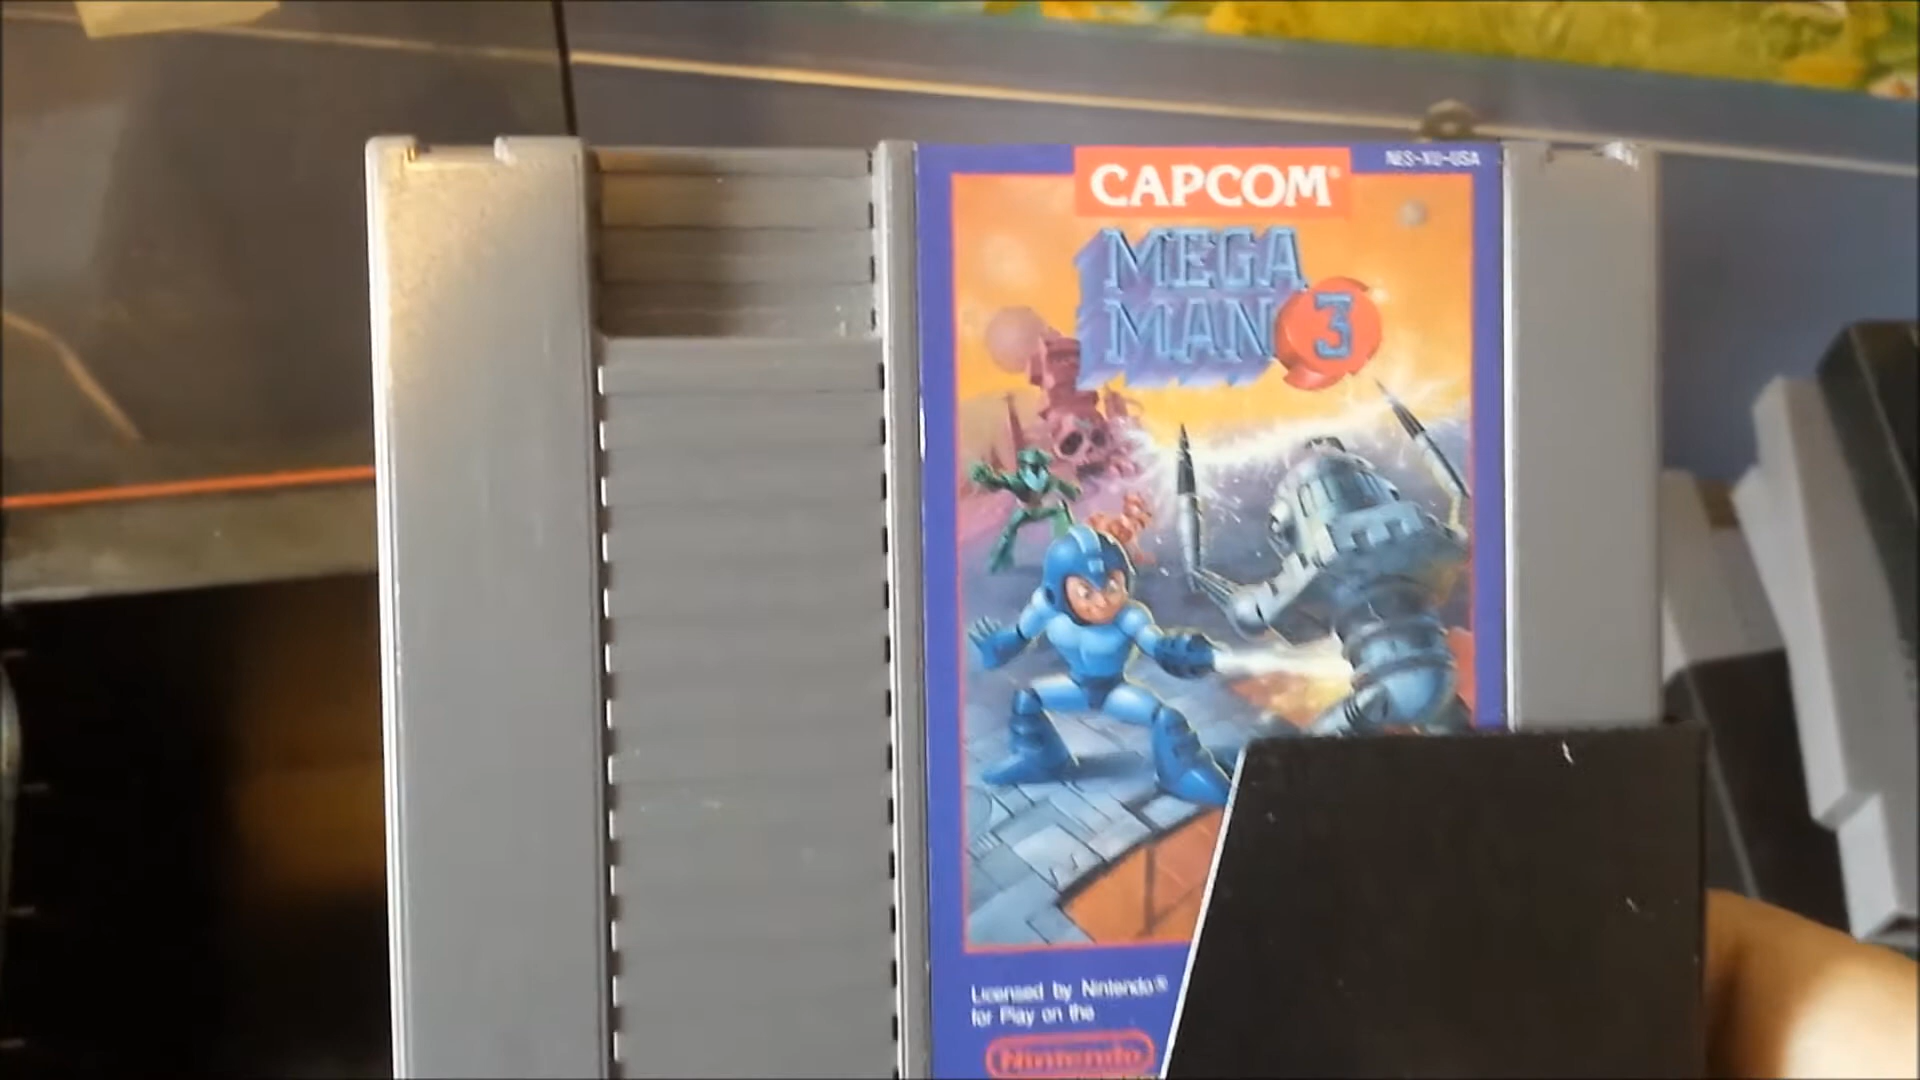 NES-XU-USA
CAPCOM®
MEGA
MAN 3
Licensed by Nintendo®
for Play on the
Nintendo